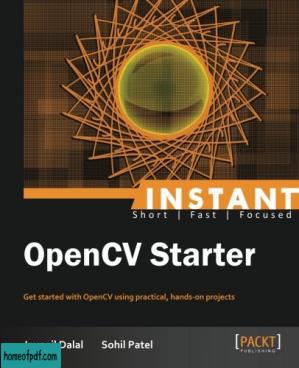 INSTANT
Short | Fast | Focused
OpenCV Starter
Get started with OpenCV using practical, hands-on projects
Dalal Sohil Patel
[PACKT]
PUBLISHING
homeofpdf.com